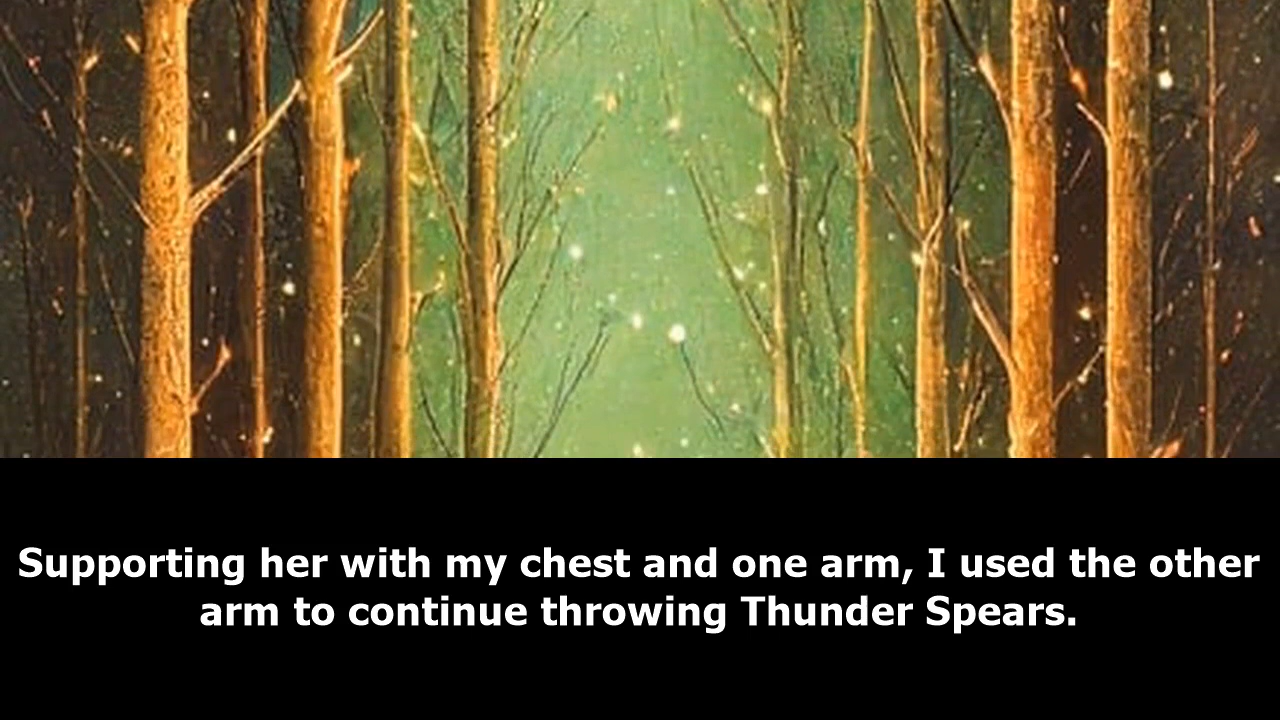 Supporting her with my chest and one arm, I used the other
arm to continue throwing Thunder Spears.